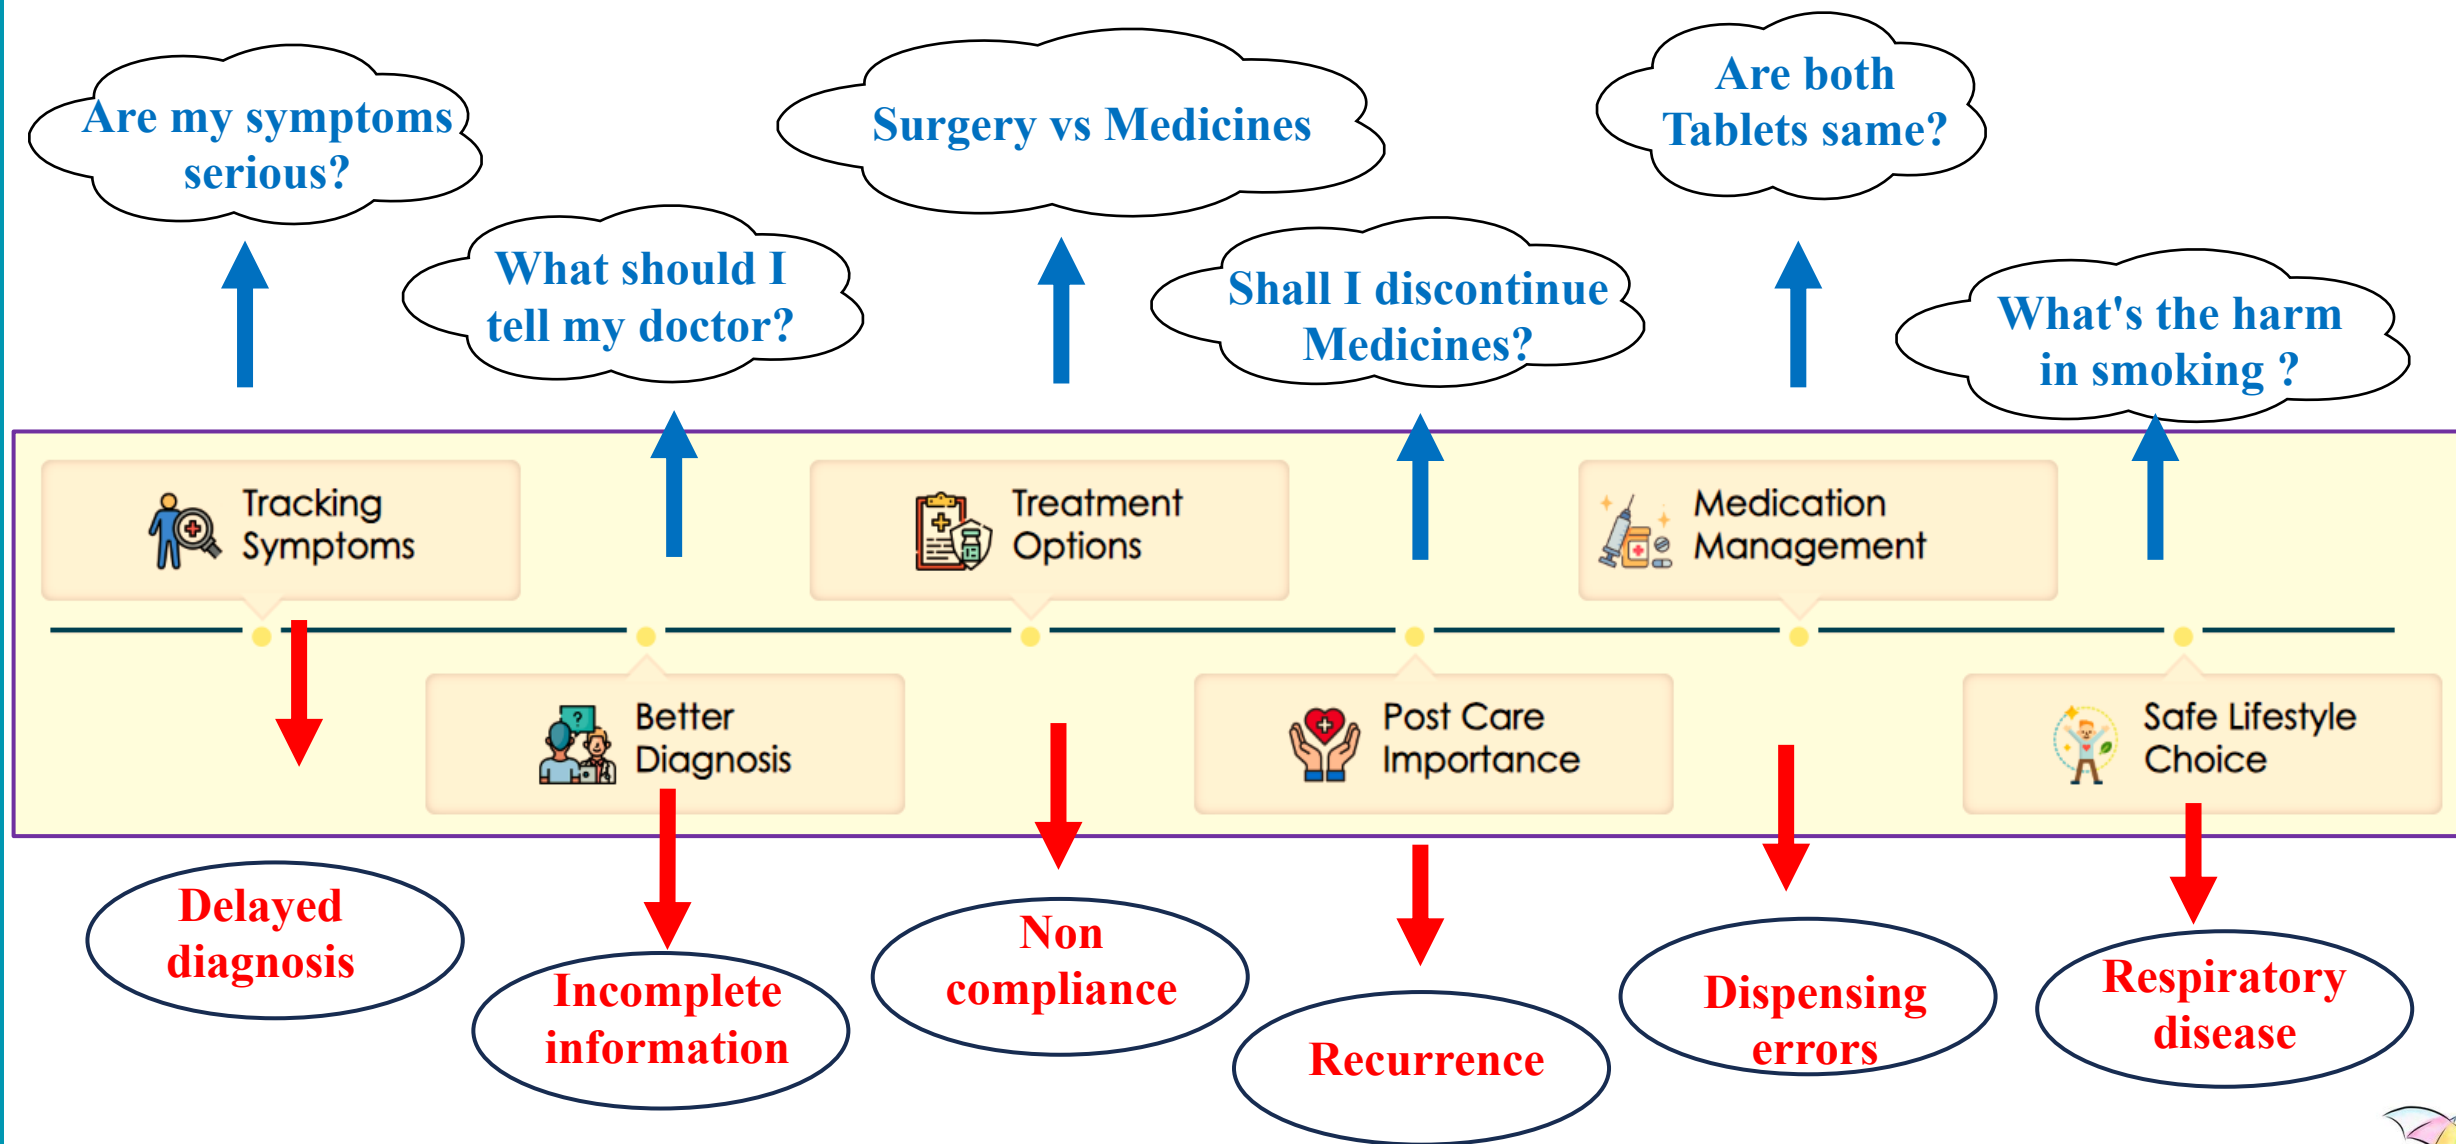 Are my symptoms
serious?
Surgery vs Medicines
Are both
Tablets same?
What should I
tell my doctor?
Shall I discontinue
Medicines?
What's the harm
in smoking ?
Tracking
Symptoms
Treatment
Options
Medication
Management
?
Better
Diagnosis
Post Care
Importance
Safe Lifestyle
Choice
Delayed
diagnosis
Incomplete
information
Non
compliance
Recurrence
Dispensing
errors
Respiratory
disease